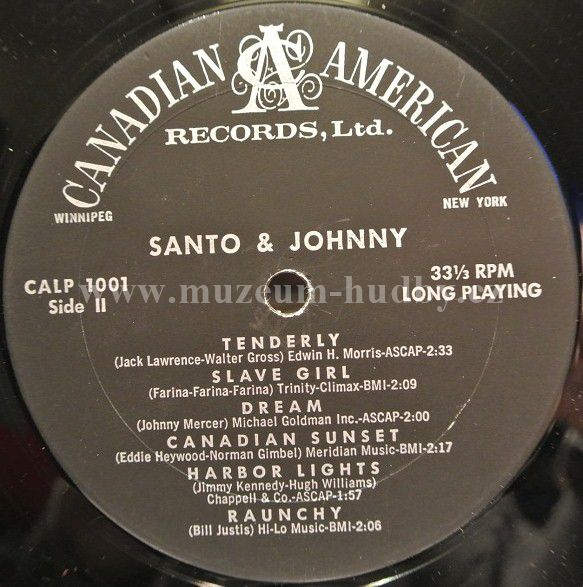 CANADIAN AMERICAN
CA
RECORDS, Ltd.
WINNIPEG
NEW YORK
SANTO & JOHNNY
CALP 1001
Side II
33⅓ RPM
LONG PLAYING
www.muzeum-hudby.cz
TENDERLY
(Jack Lawrence-Walter Gross) Edwin H. Morris-ASCAP-2:33
SLAVE GIRL
(Farina-Farina-Farina) Trinity-Climax-BMI-2:09
DREAM
(Johnny Mercer) Michael Goldman Inc.-ASCAP-2:00
CANADIAN SUNSET
(Eddie Heywood-Norman Gimbel) Meridian Music-BMI-2:17
HARBOR LIGHTS
(Jimmy Kennedy-Hugh Williams)
Chappell & Co.-ASCAP-1:57
RAUNCHY
(Bill Justis) Hi-Lo Music-BMI-2:06